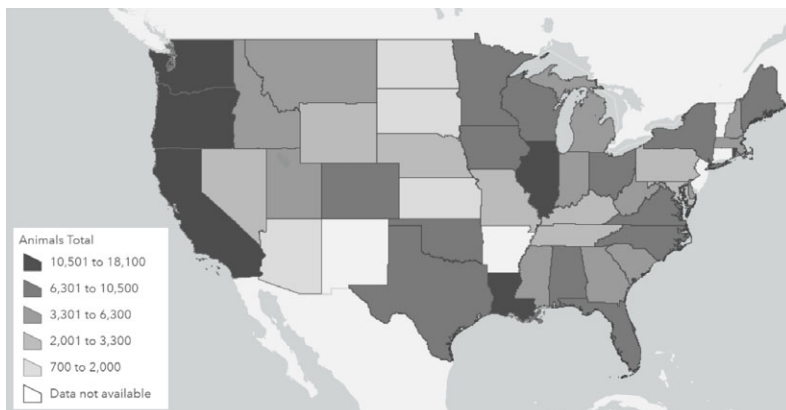 Animals Total
10,501 to 18,100
6,301 to 10,500
3,301 to 6,300
2,001 to 3,300
700 to 2,000
Data not available